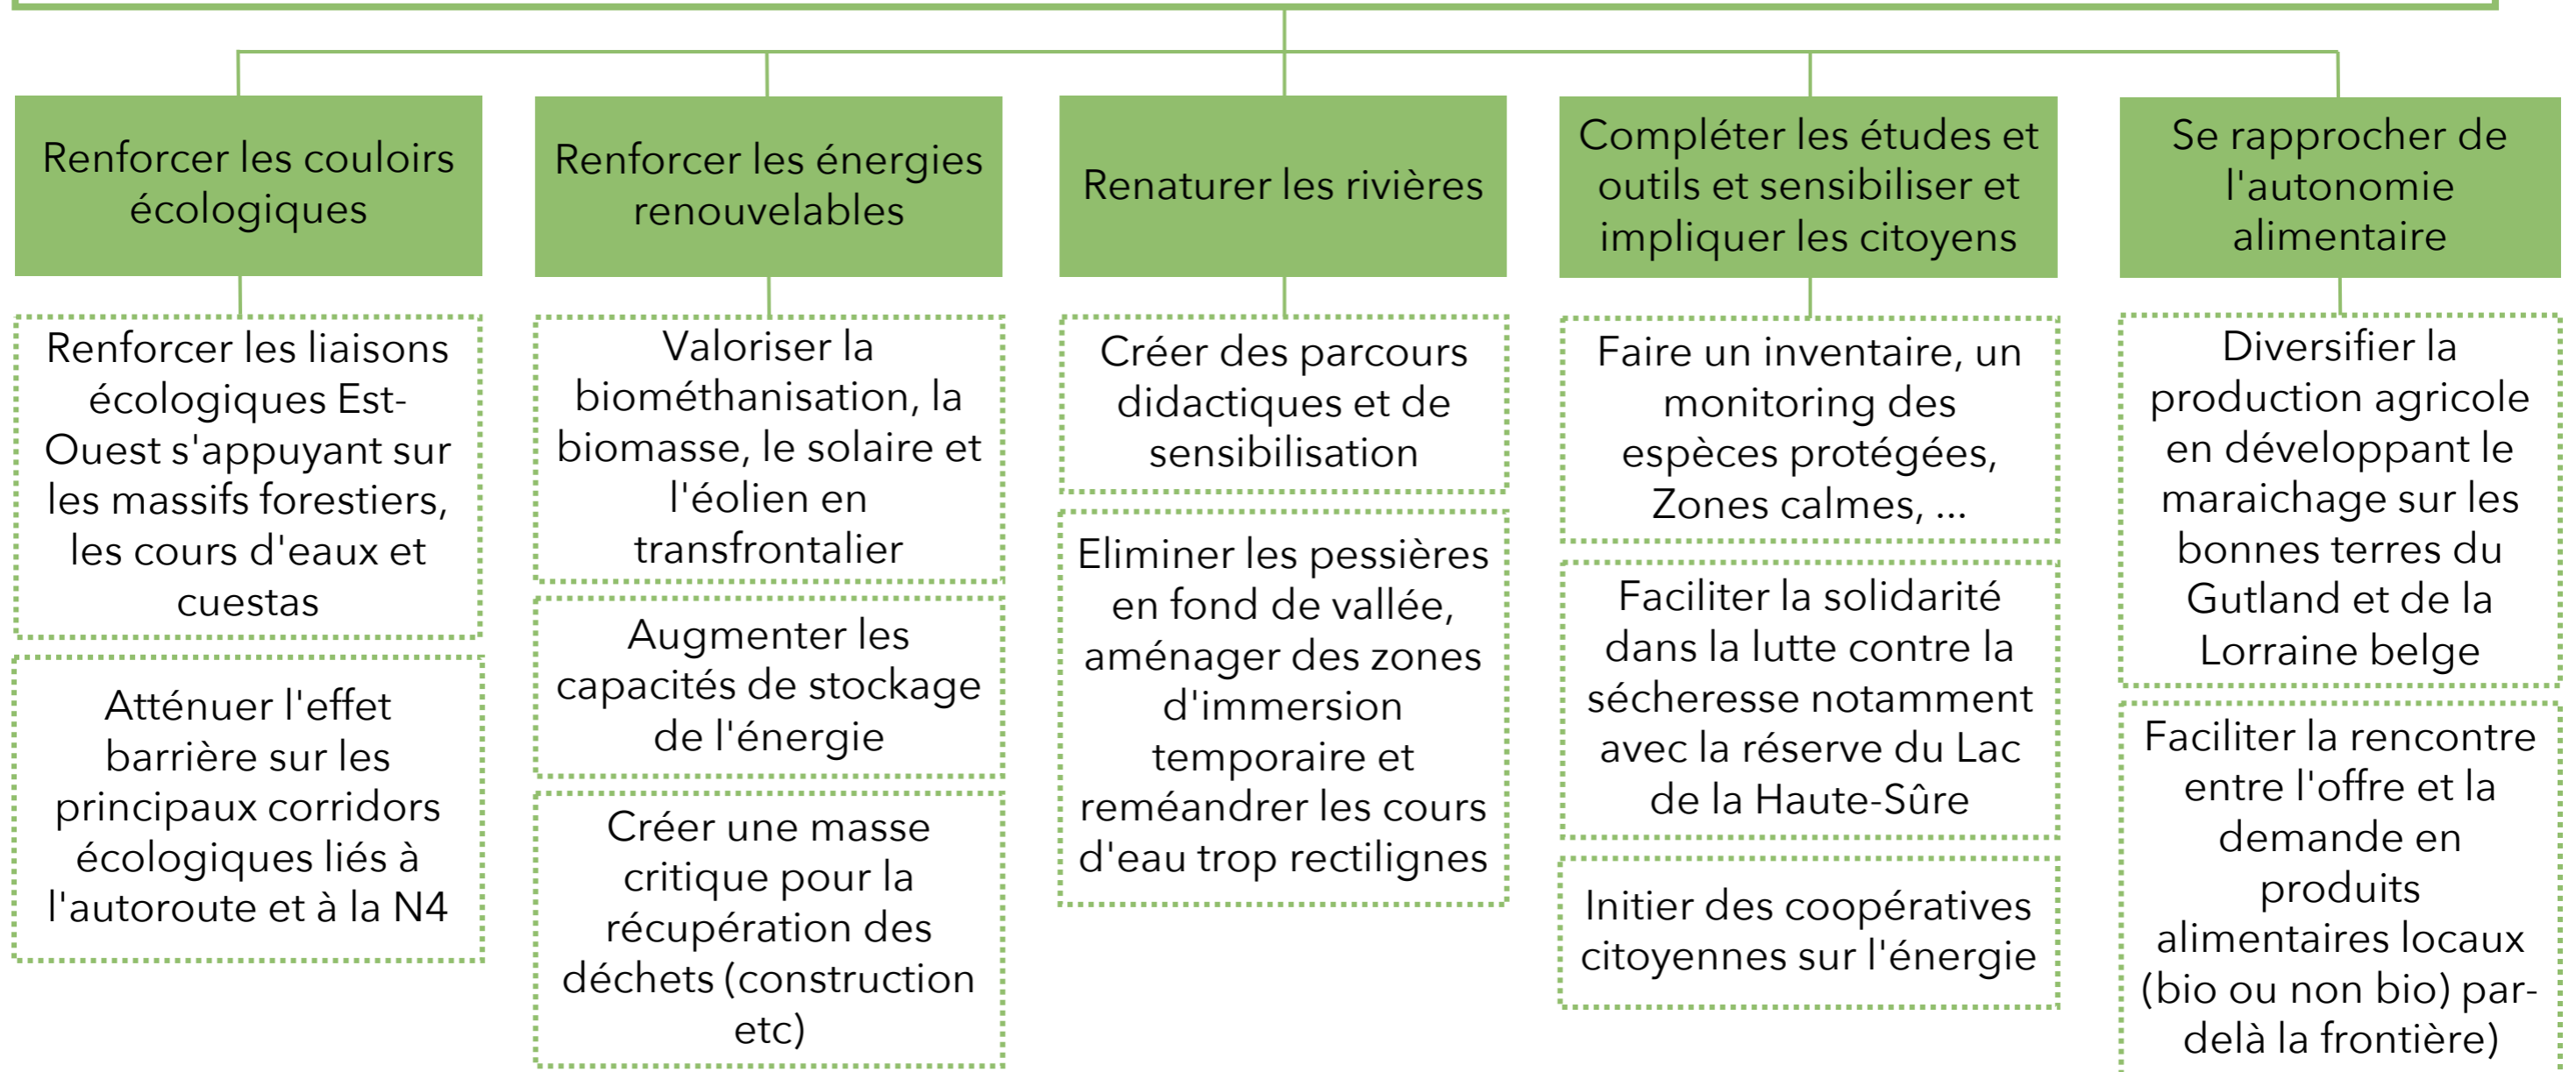 Renforcer les couloirs
écologiques
Renforcer les liaisons
écologiques Est-
Ouest s'appuyant sur
les massifs forestiers,
les cours d'eaux et
cuestas
Atténuer l'effet
barrière sur les
principaux corridors
écologiques liés à
l'autoroute et à la N4
Renforcer les énergies
renouvelables
Valoriser la
biométhanisation, la
biomasse, le solaire et
l'éolien en
transfrontalier
Augmenter les
capacités de stockage
de l'énergie
Créer une masse
critique pour la
récupération des
déchets (construction
etc)
Renaturer les rivières
Créer des parcours
didactiques et de
sensibilisation
Eliminer les pessières
en fond de vallée,
aménager des zones
d'immersion
temporaire et
reméandrer les cours
d'eau trop rectilignes
Compléter les études et
outils et sensibiliser et
impliquer les citoyens
Faire un inventaire, un
monitoring des
espèces protégées,
Zones calmes, ...
Faciliter la solidarité
dans la lutte contre la
sécheresse notamment
avec la réserve du Lac
de la Haute-Sûre
Initier des coopératives
citoyennes sur l'énergie
Se rapprocher de
l'autonomie
alimentaire
Diversifier la
production agricole
en développant le
maraichage sur les
bonnes terres du
Gutland et de la
Lorraine belge
Faciliter la rencontre
entre l'offre et la
demande en
produits
alimentaires locaux
(bio ou non bio) par-
delà la frontière)